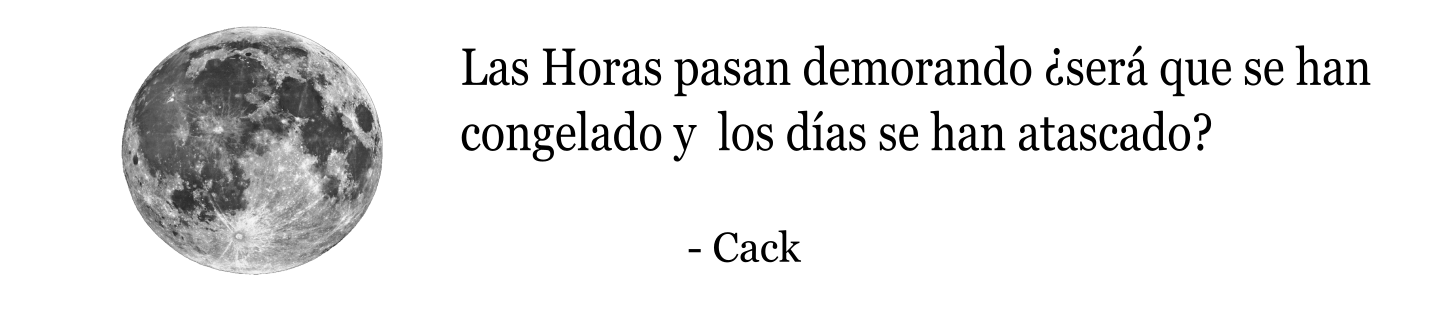 Las Horas pasan demorando ¿será que se han
congelado y  los días se han atascado?
- Cack